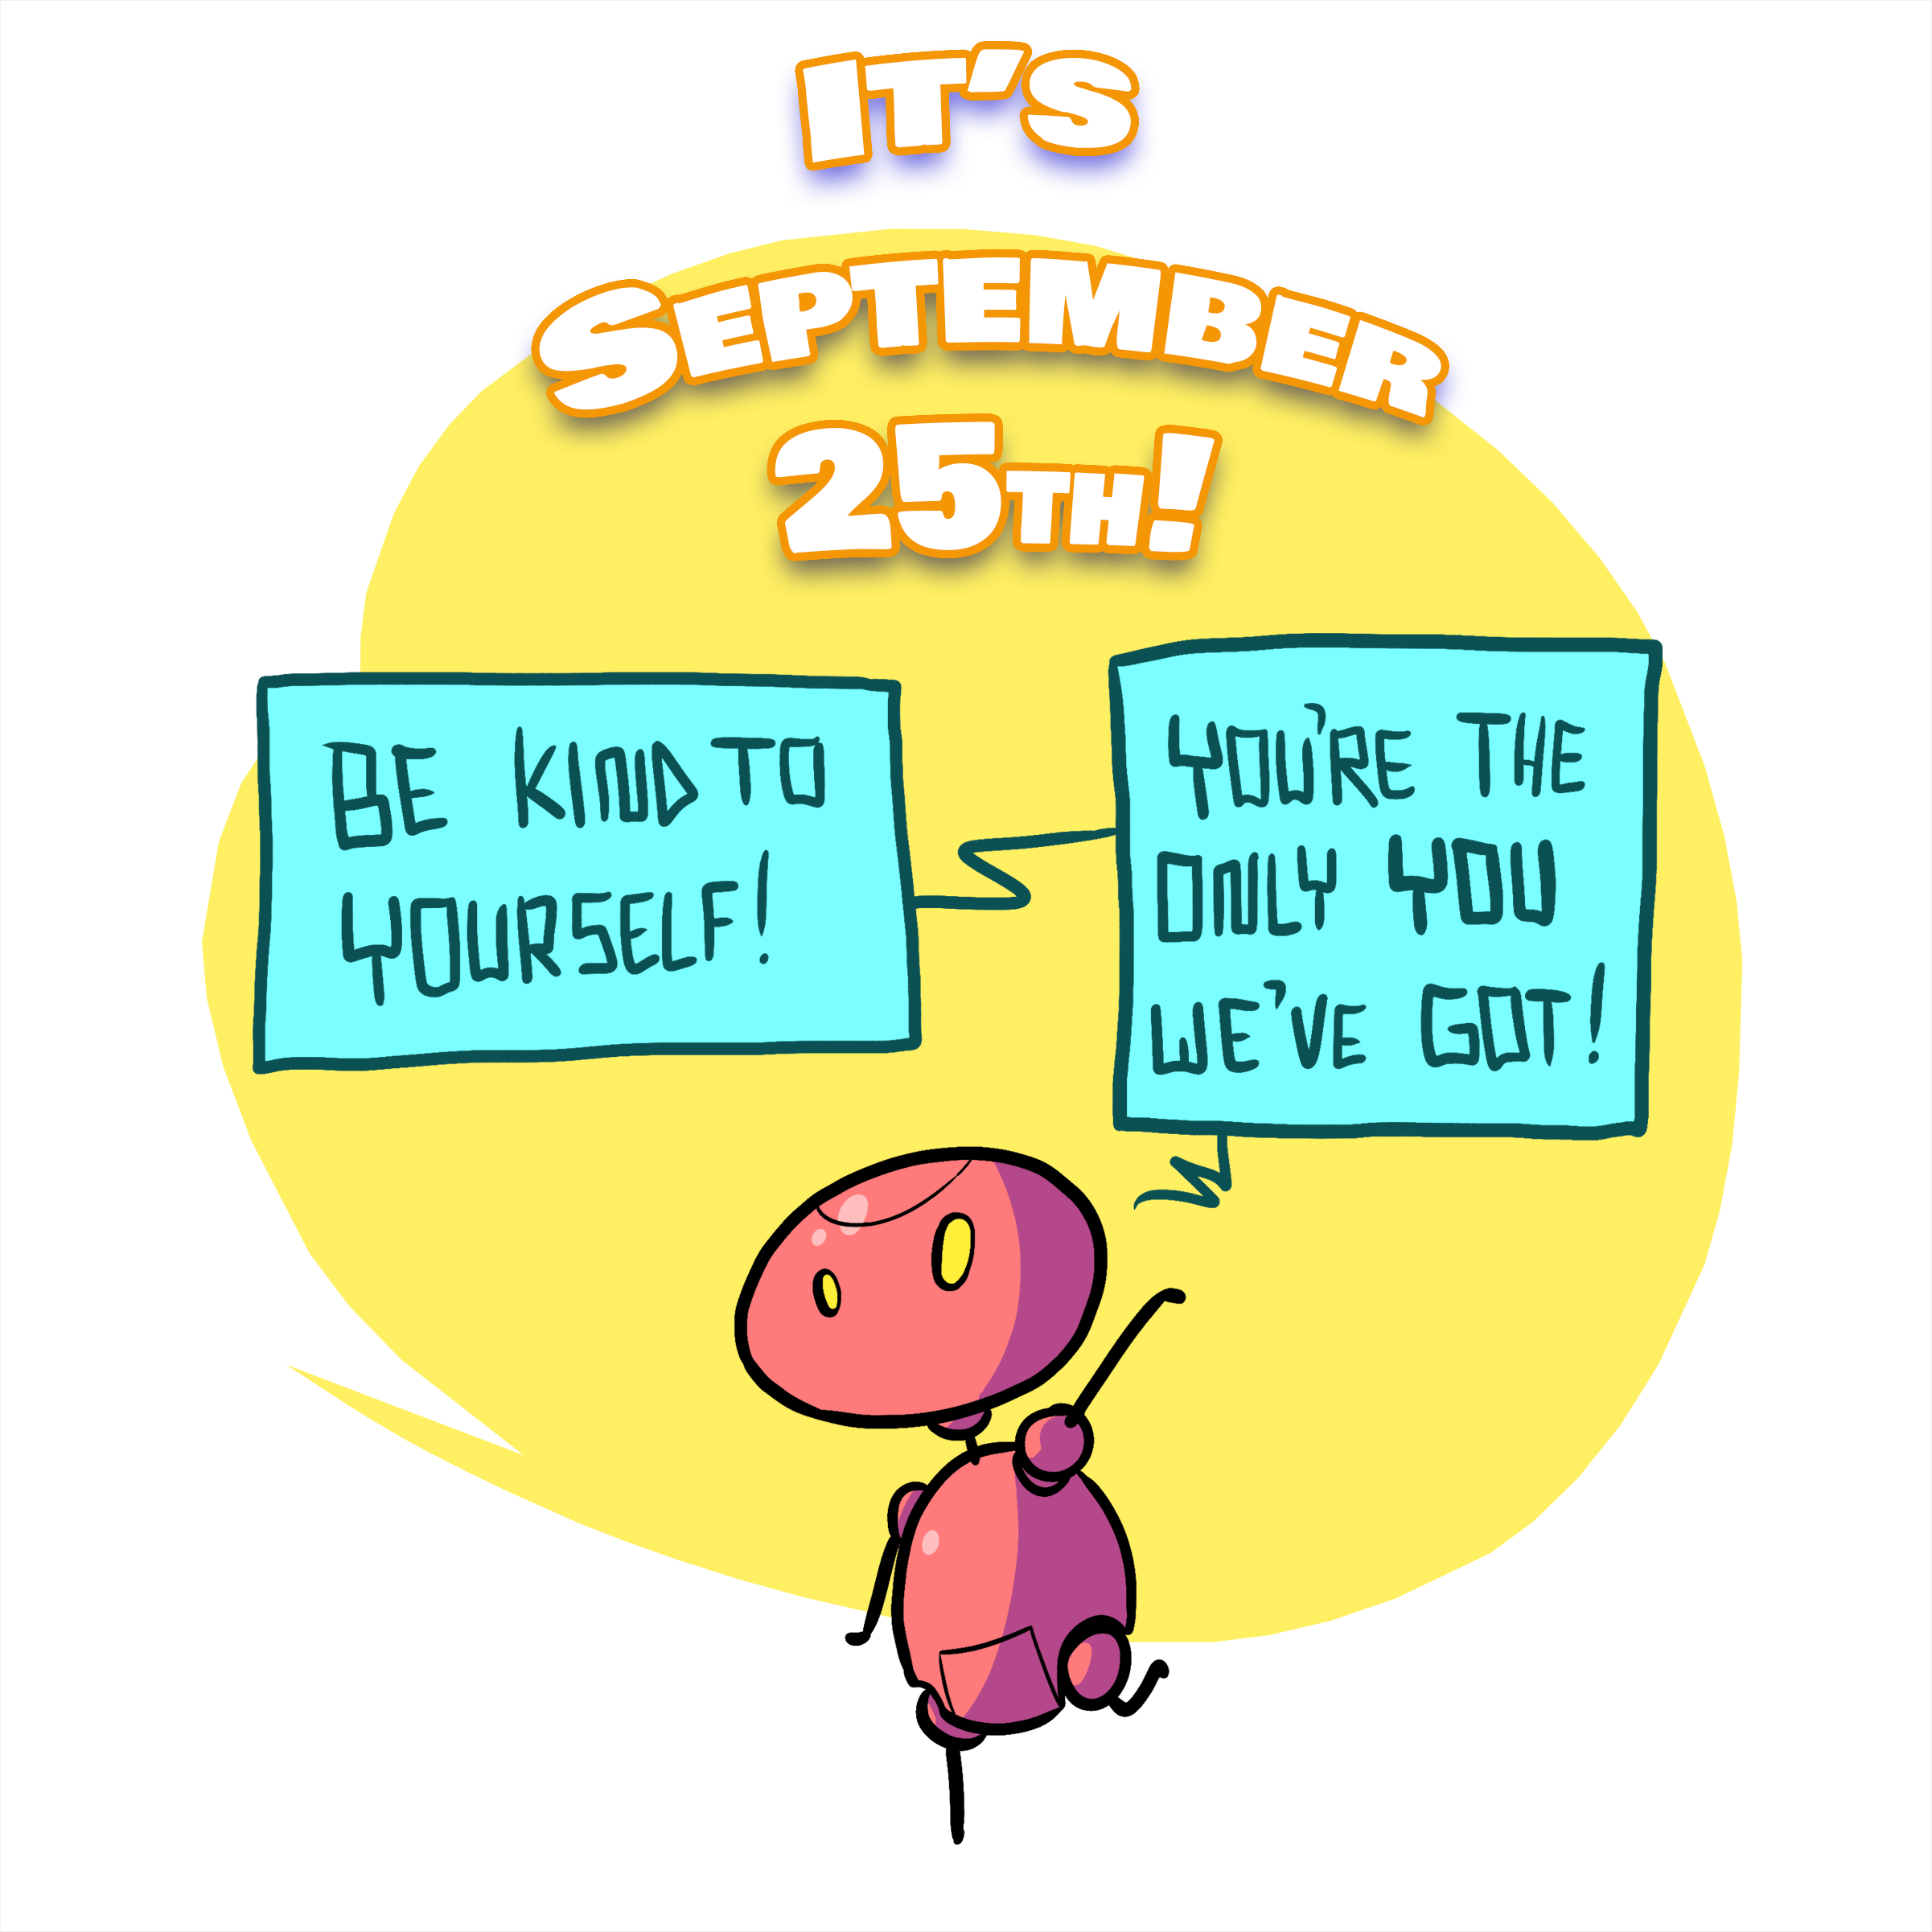 It's
September
25th!
BE KIND TO
YOURSELF!
YOU'RE THE
ONLY YOU
WE'VE GOT!